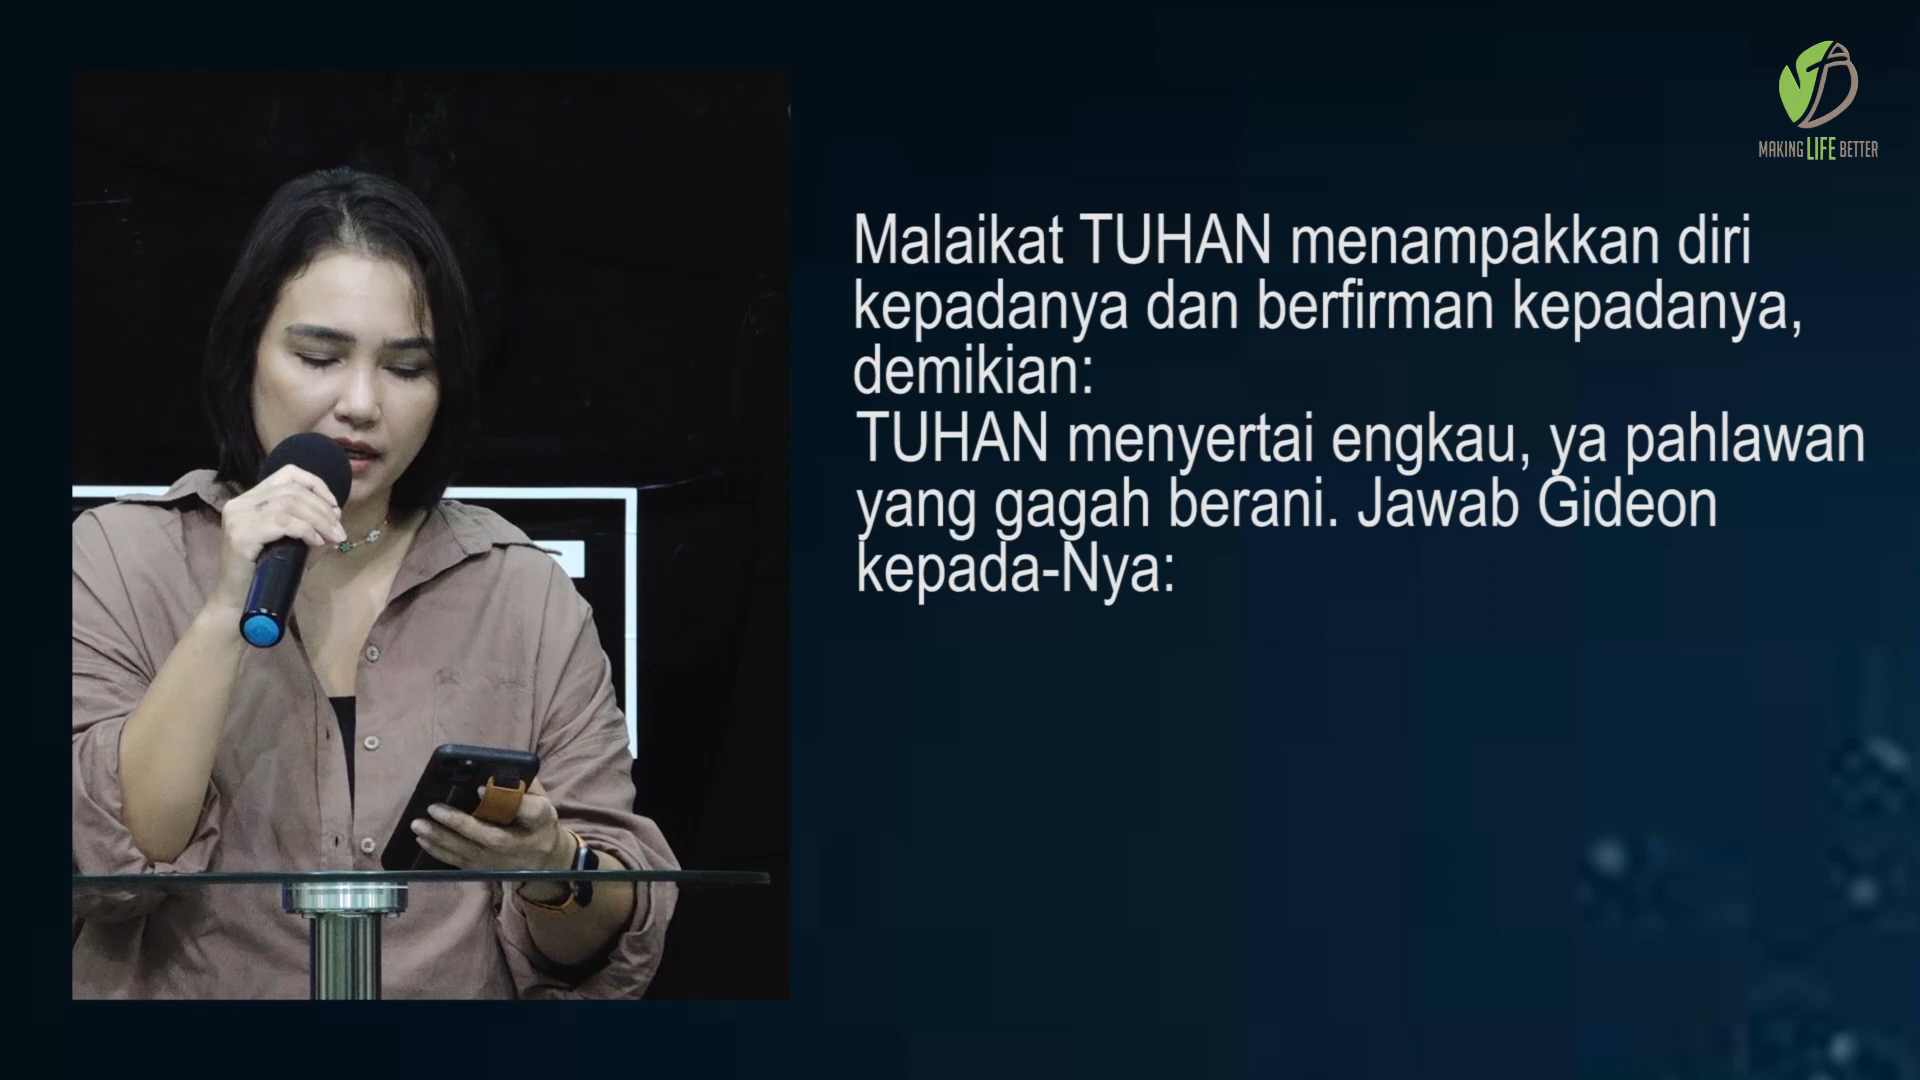 MAKING LIFE BETTER
Malaikat TUHAN menampakkan diri
kepadanya dan berfirman kepadanya,
demikian:
TUHAN menyertai engkau, ya pahlawan
yang gagah berani. Jawab Gideon
kepada-Nya: